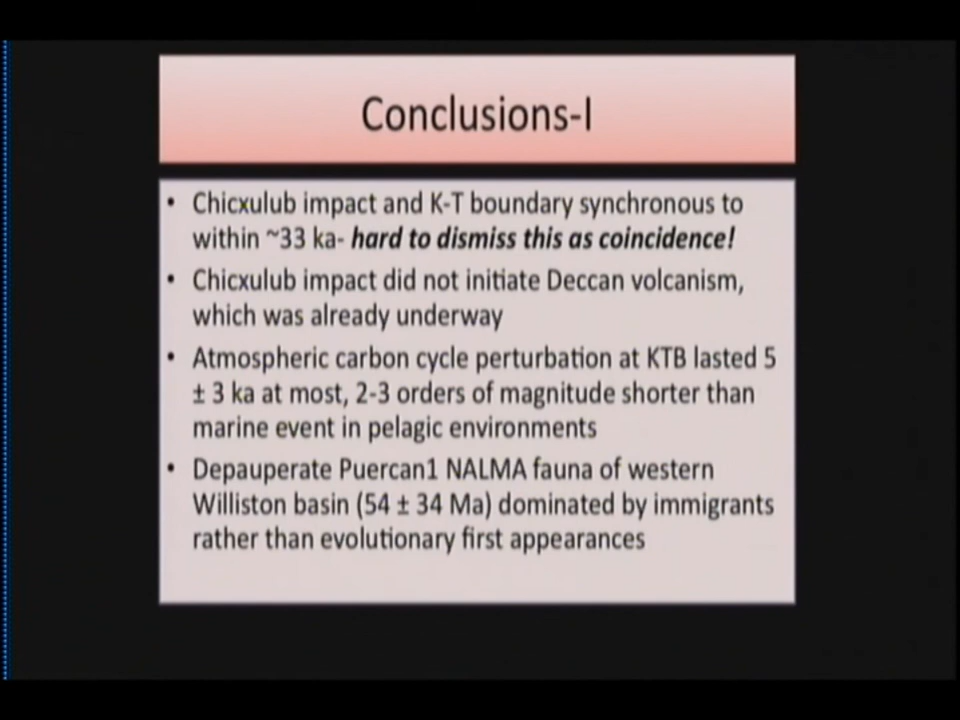 Conclusions-I
• Chicxulub impact and K-T boundary synchronous to
within ~33 ka- hard to dismiss this as coincidence!
• Chicxulub impact did not initiate Deccan volcanism,
which was already underway
• Atmospheric carbon cycle perturbation at KTB lasted 5
± 3 ka at most, 2-3 orders of magnitude shorter than
marine event in pelagic environments
• Depauperate Puercan1 NALMA fauna of western
Williston basin (54 ± 34 Ma) dominated by immigrants
rather than evolutionary first appearances